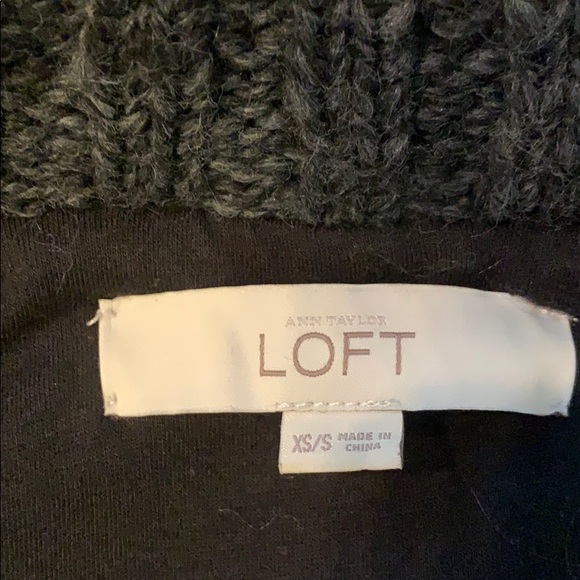 ANN TAYLOR
LOFT
XS/S MADE IN
CHINA